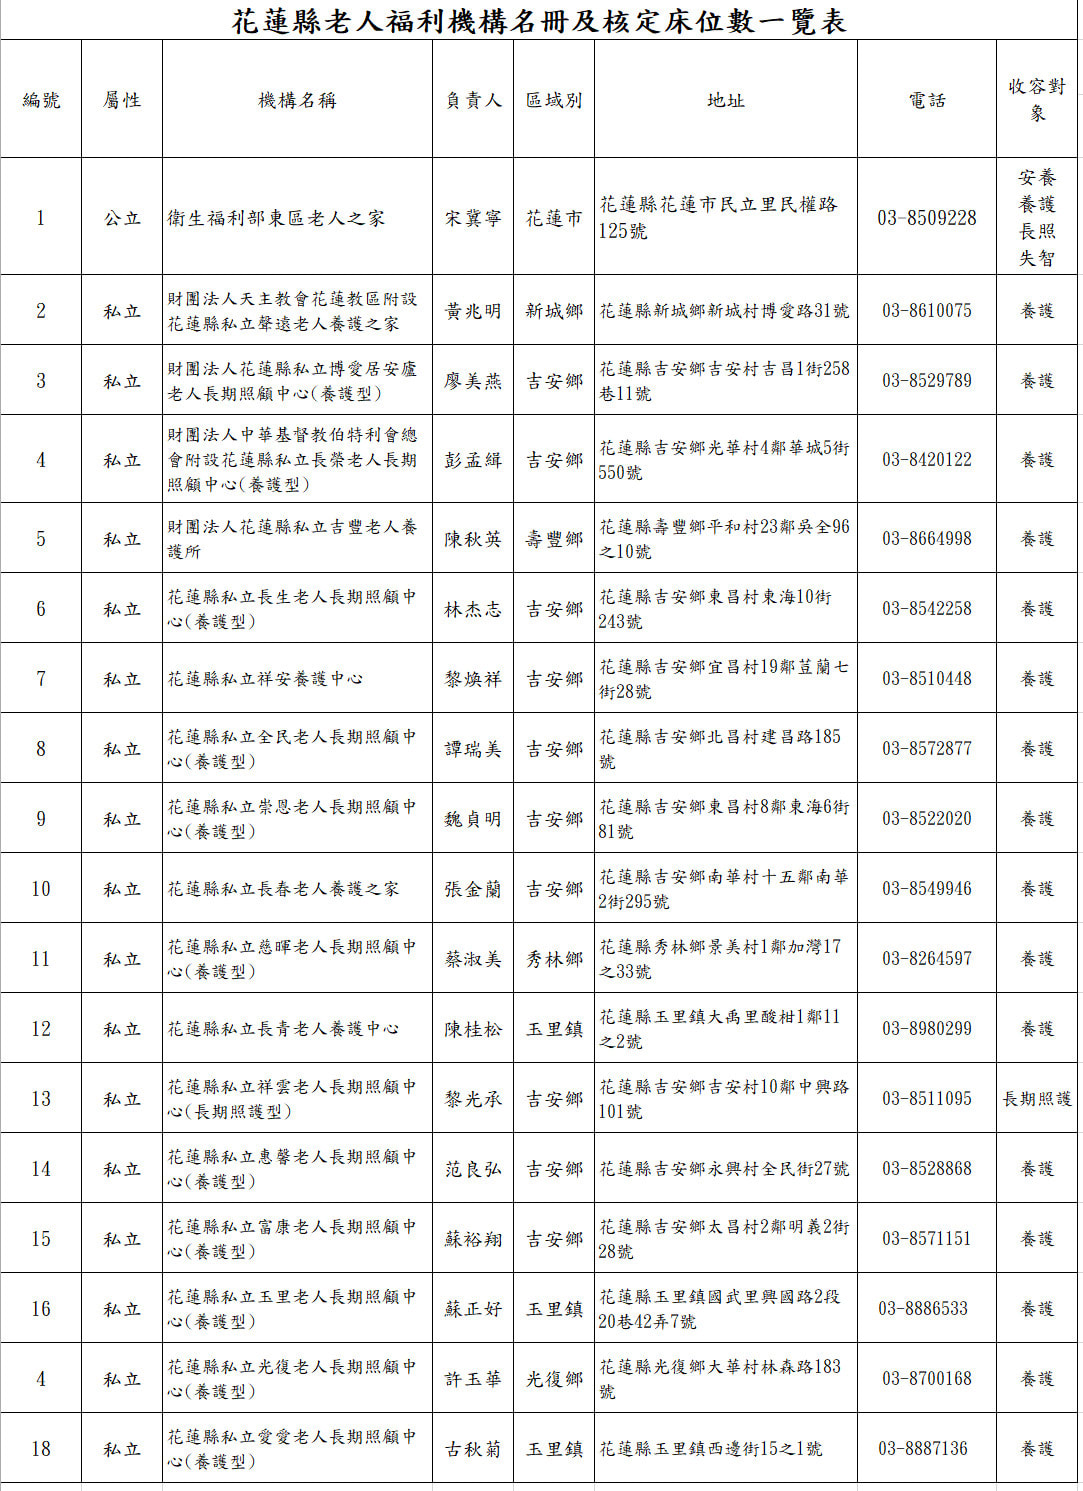 花蓮縣老人福利機構名冊及核定床位數一覽表
編號 屬性 機構名稱 負責人 區域別 地址 電話 收容對
象
1 公立 衛生福利部東區老人之家 宋冀寧 花蓮市 花蓮縣花蓮市民立里民權路
125號 03-8509228 安養
養護
長照
失智
2 私立 財團法人天主教會花蓮教區附設
花蓮縣私立聲遠老人養護之家 黃兆明 新城鄉 花蓮縣新城鄉新城村博愛路31號 03-8610075 養護
3 私立 財團法人花蓮縣私立博愛居安廬
老人長期照顧中心(養護型) 廖美燕 吉安鄉 花蓮縣吉安鄉吉安村吉昌1街258
巷11號 03-8529789 養護
4 私立 財團法人中華基督教伯特利會總
會附設花蓮縣私立長榮老人長期
照顧中心(養護型) 彭孟緝 吉安鄉 花蓮縣吉安鄉光華村4鄰華城5街
550號 03-8420122 養護
5 私立 財團法人花蓮縣私立吉豐老人養
護所 陳秋英 壽豐鄉 花蓮縣壽豐鄉平和村23鄰吳全96
之10號 03-8664998 養護
6 私立 花蓮縣私立長生老人長期照顧中
心(養護型) 林杰志 吉安鄉 花蓮縣吉安鄉東昌村東海10街
243號 03-8542258 養護
7 私立 花蓮縣私立祥安養護中心 黎煥祥 吉安鄉 花蓮縣吉安鄉宜昌村19鄰荳蘭七
街28號 03-8510448 養護
8 私立 花蓮縣私立全民老人長期照顧中
心(養護型) 譚瑞美 吉安鄉 花蓮縣吉安鄉北昌村建昌路185
號 03-8572877 養護
9 私立 花蓮縣私立崇恩老人長期照顧中
心(養護型) 魏貞明 吉安鄉 花蓮縣吉安鄉東昌村8鄰東海6街
81號 03-8522020 養護
10 私立 花蓮縣私立長春老人養護之家 張金蘭 吉安鄉 花蓮縣吉安鄉南華村十五鄰南華
2街295號 03-8549946 養護
11 私立 花蓮縣私立慈暉老人長期照顧中
心(養護型) 蔡淑美 秀林鄉 花蓮縣秀林鄉景美村1鄰加灣17
之33號 03-8264597 養護
12 私立 花蓮縣私立長青老人養護中心 陳桂松 玉里鎮 花蓮縣玉里鎮大禹里酸柑1鄰11
之2號 03-8980299 養護
13 私立 花蓮縣私立祥雲老人長期照顧中
心(長期照護型) 黎光承 吉安鄉 花蓮縣吉安鄉吉安村10鄰中興路
101號 03-8511095 長期照護
14 私立 花蓮縣私立惠馨老人長期照顧中
心(養護型) 范良弘 吉安鄉 花蓮縣吉安鄉永興村全民街27號 03-8528868 養護
15 私立 花蓮縣私立富康老人長期照顧中
心(養護型) 蘇裕翔 吉安鄉 花蓮縣吉安鄉太昌村2鄰明義2街
28號 03-8571151 養護
16 私立 花蓮縣私立玉里老人長期照顧中
心(養護型) 蘇正好 玉里鎮 花蓮縣玉里鎮國武里興國路2段
20巷42弄7號 03-8886533 養護
4 私立 花蓮縣私立光復老人長期照顧中
心(養護型) 許玉華 光復鄉 花蓮縣光復鄉大華村林森路183
號 03-8700168 養護
18 私立 花蓮縣私立愛愛老人長期照顧中
心(養護型) 古秋菊 玉里鎮 花蓮縣玉里鎮西邊街15之1號 03-8887136 養護